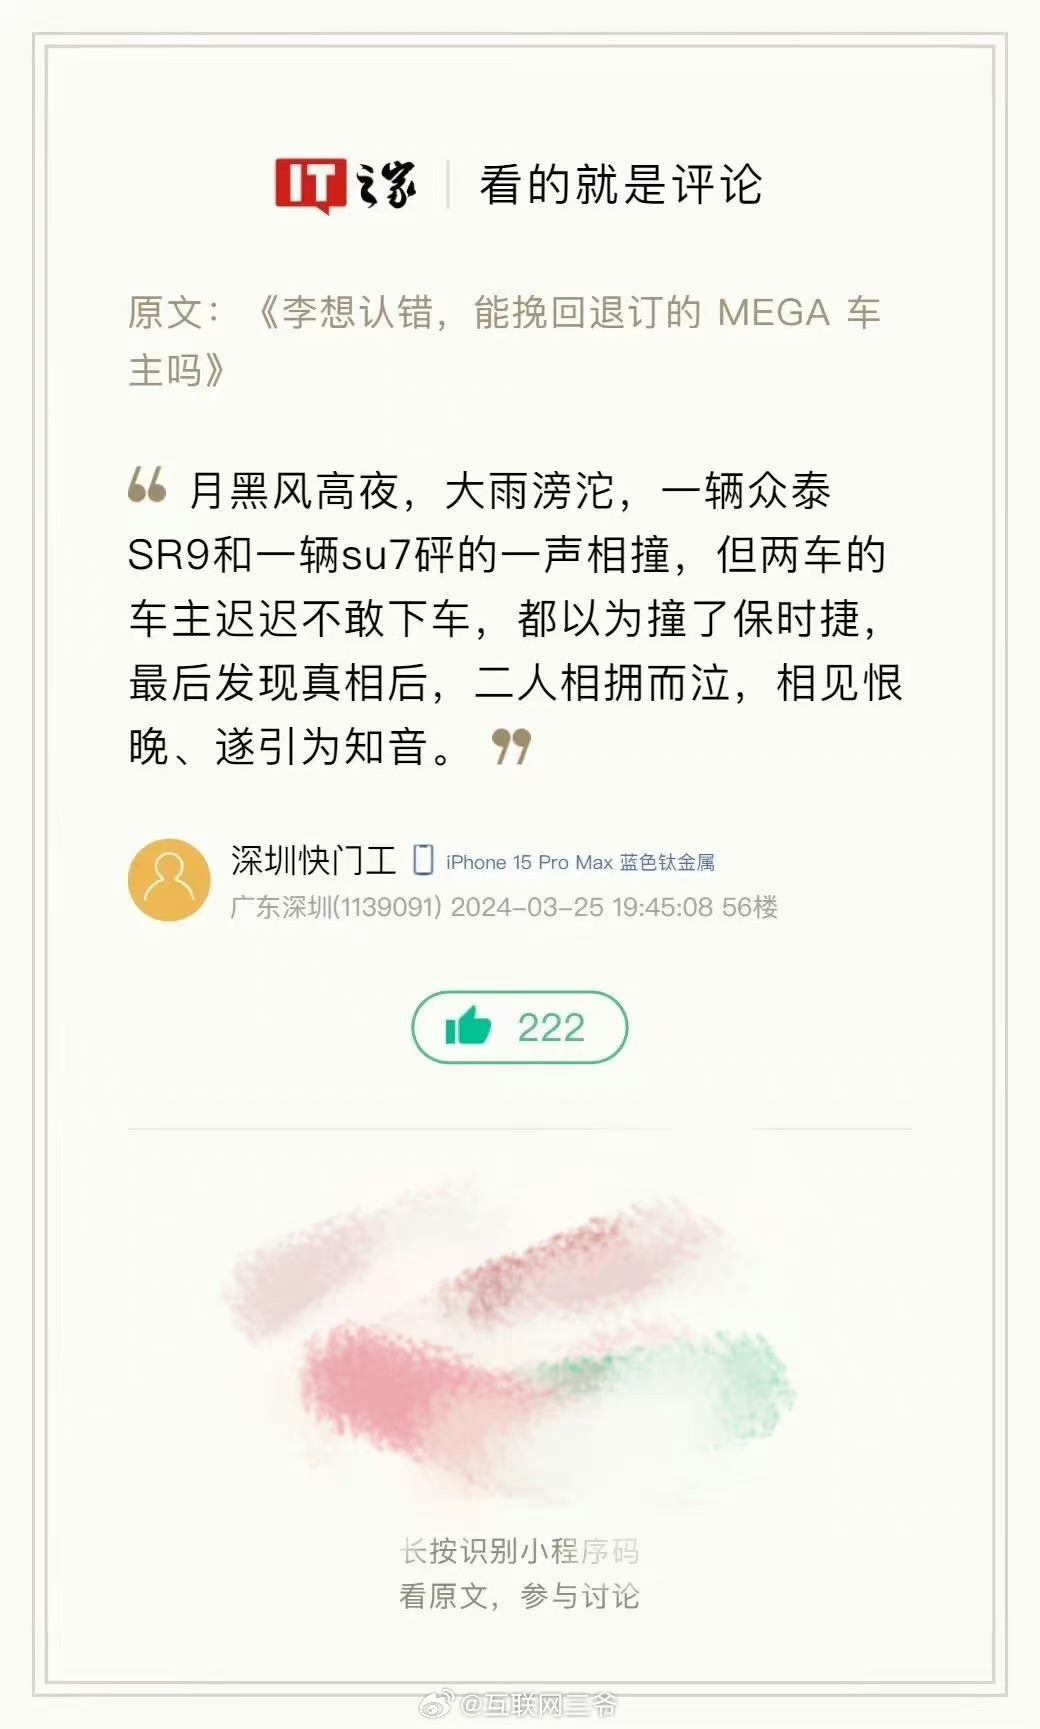 IT之家 | 看的就是评论
原文：《李想认错，能挽回退订的 MEGA 车
主吗》
“ 月黑风高夜，大雨滂沱，一辆众泰
SR9和一辆su7砰的一声相撞，但两车的
车主迟迟不敢下车，都以为撞了保时捷，
最后发现真相后，二人相拥而泣，相见恨
晚、遂引为知音。 ”
深圳快门工 iPhone 15 Pro Max 蓝色钛金属
广东深圳(1139091) 2024-03-25 19:45:08 56楼
222
长按识别小程序码
看原文，参与讨论
@互联网三爷